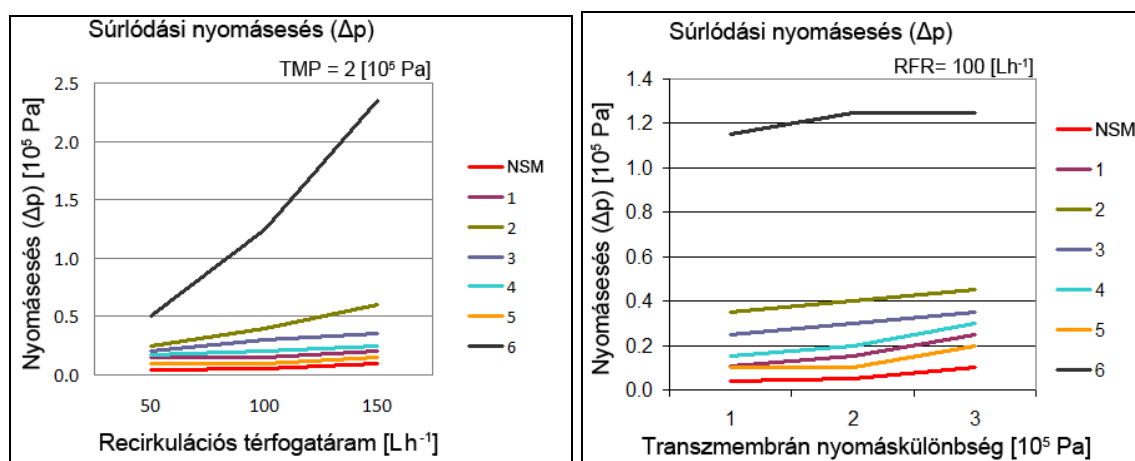 Súrlódási nyomásesés (Δp)
TMP = 2 [10⁵ Pa]
Nyomásesés (Δp) [10⁵ Pa]
2.5
2.0
1.5
1.0
0.5
0.0
50 100 150
Recirkulációs térfogatáram [Lh⁻¹]
NSM
1
2
3
4
5
6
Súrlódási nyomásesés (Δp)
RFR= 100 [Lh⁻¹]
Nyomásesés (Δp) [10⁵ Pa]
1.4
1.2
1.0
0.8
0.6
0.4
0.2
0.0
1 2 3
Transzmembrán nyomáskülönbség [10⁵ Pa]
NSM
1
2
3
4
5
6